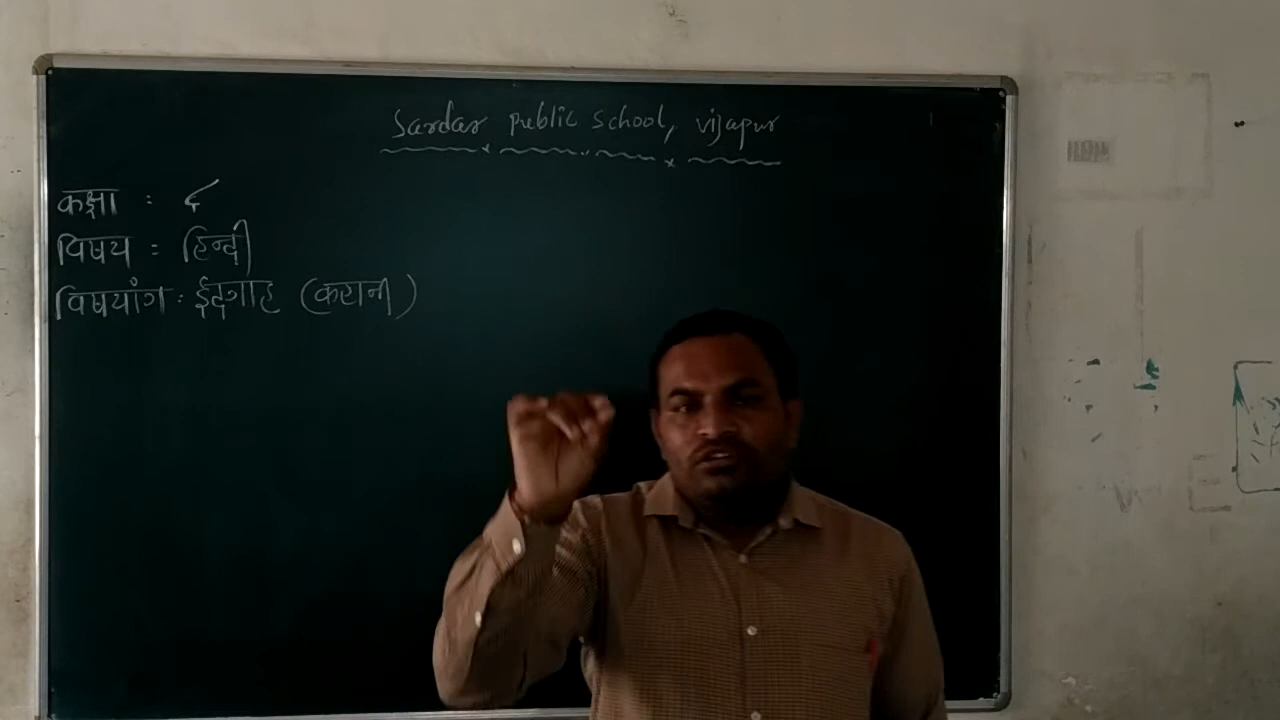 Sardar public school, vijapur
कक्षा : ८
विषय : हिन्दी
विषयांग : ईदगाह (कहानी)